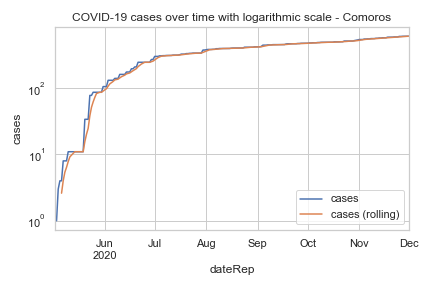 COVID-19 cases over time with logarithmic scale - Comoros
cases
10²
10¹
10⁰
cases
cases (rolling)
Jun Jul Aug Sep Oct Nov Dec
2020
dateRep